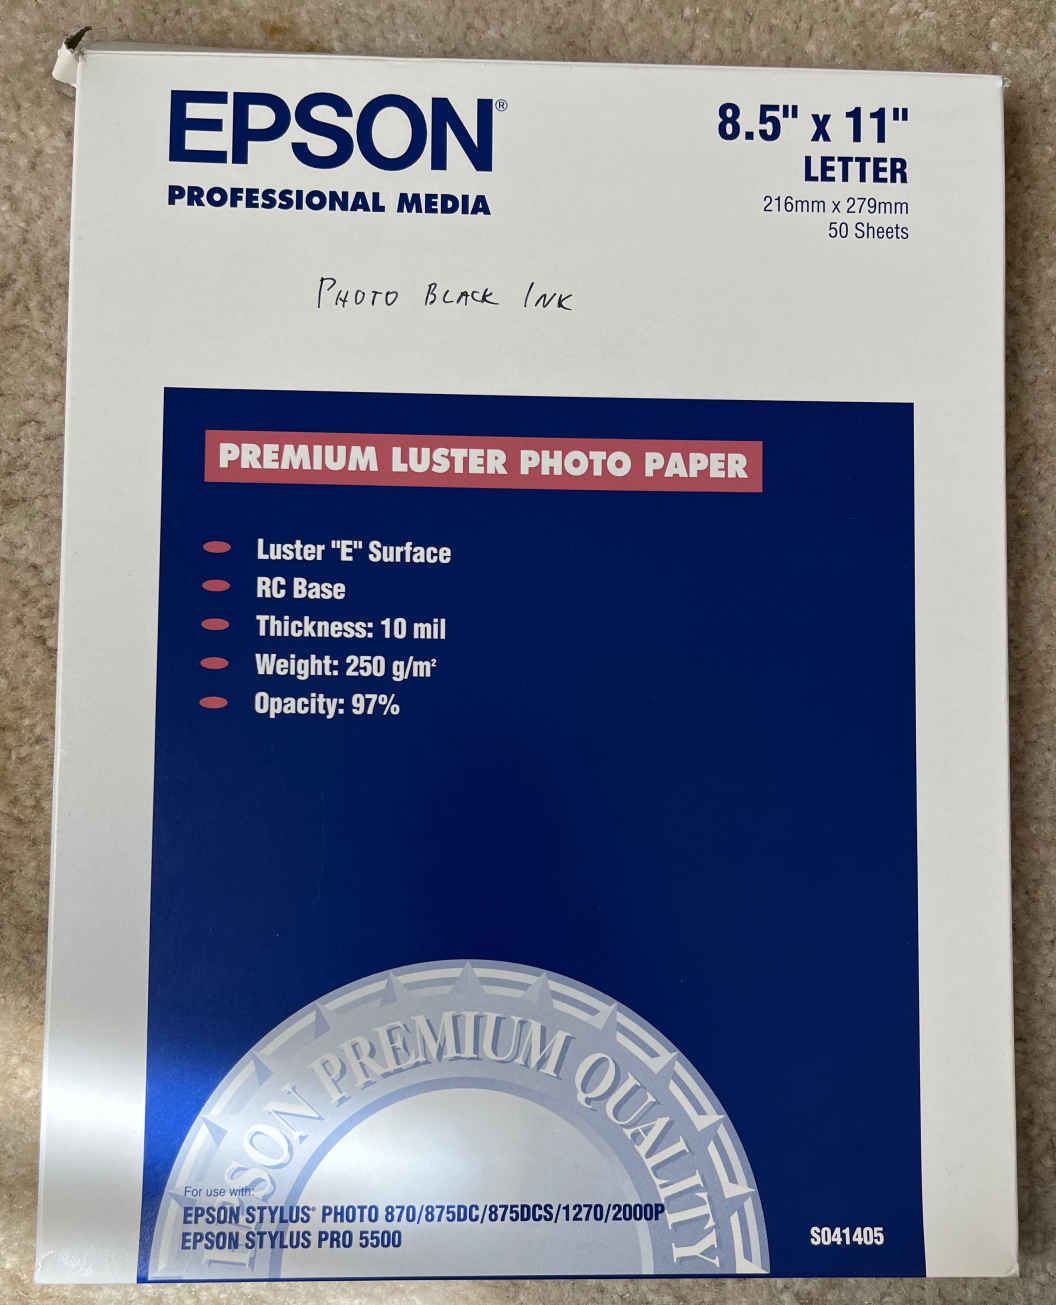 EPSON®
PROFESSIONAL MEDIA
8.5" x 11"
LETTER
216mm x 279mm
50 Sheets
PHOTO BLACK INK
PREMIUM LUSTER PHOTO PAPER
Luster "E" Surface
RC Base
Thickness: 10 mil
Weight: 250 g/m²
Opacity: 97%
EPSON PREMIUM QUALITY
For use with:
EPSON STYLUS® PHOTO 870/875DC/875DCS/1270/2000P
EPSON STYLUS PRO 5500
S041405